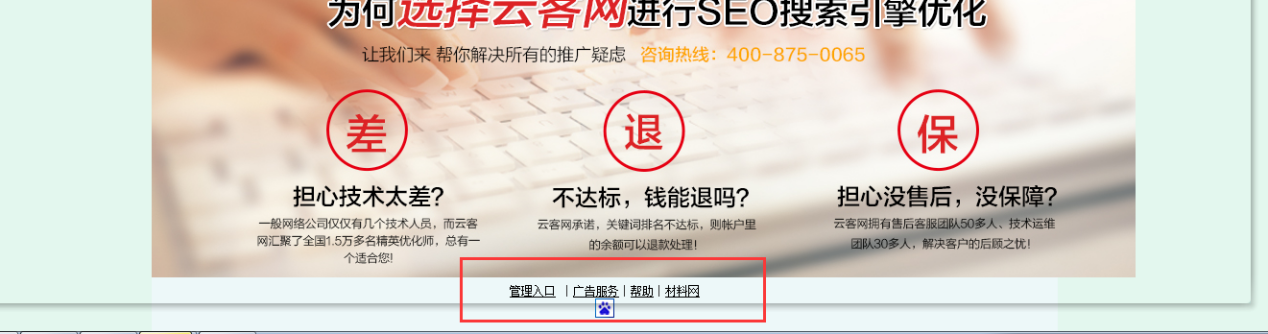 为何选择云客网进行SEO搜索引擎优化
让我们来 帮你解决所有的推广疑虑 咨询热线：400-875-0065
差
担心技术太差？
一般网络公司仅仅有几个技术人员，而云客
网汇聚了全国1.5万多名精英优化师，总有一
个适合您!
退
不达标，钱能退吗？
云客网承诺，关键词排名不达标，则帐户里
的余额可以退款处理！
保
担心没售后，没保障？
云客网拥有售后客服团队50多人、技术运维
团队30多人，解决客户的后顾之忧！
管理入口 | 广告服务 | 帮助 | 材料网